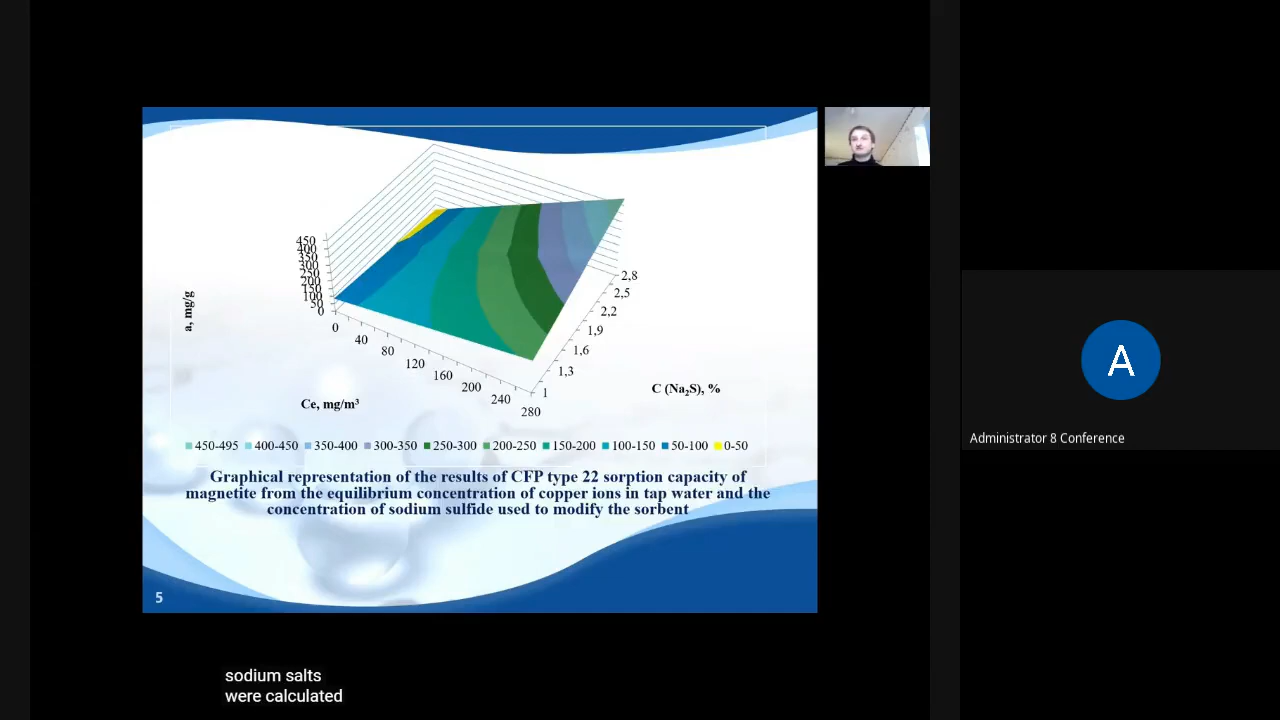 450
400
350
300
250
200
150
100
50
0
a, mg/g
0
40
80
120
160
200
240
280
Ce, mg/m³
2,8
2,5
2,2
1,9
1,6
1,3
1
C (Na₂S), %
450-495 400-450 350-400 300-350 250-300 200-250 150-200 100-150 50-100 0-50
Graphical representation of the results of CFP type 22 sorption capacity of
magnetite from the equilibrium concentration of copper ions in tap water and the
concentration of sodium sulfide used to modify the sorbent
5
A
Administrator 8 Conference
sodium salts
were calculated